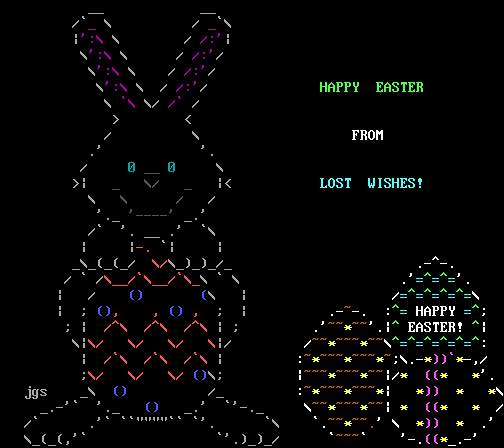 HAPPY EASTER
FROM
LOST WISHES!
HAPPY
EASTER!
jgs